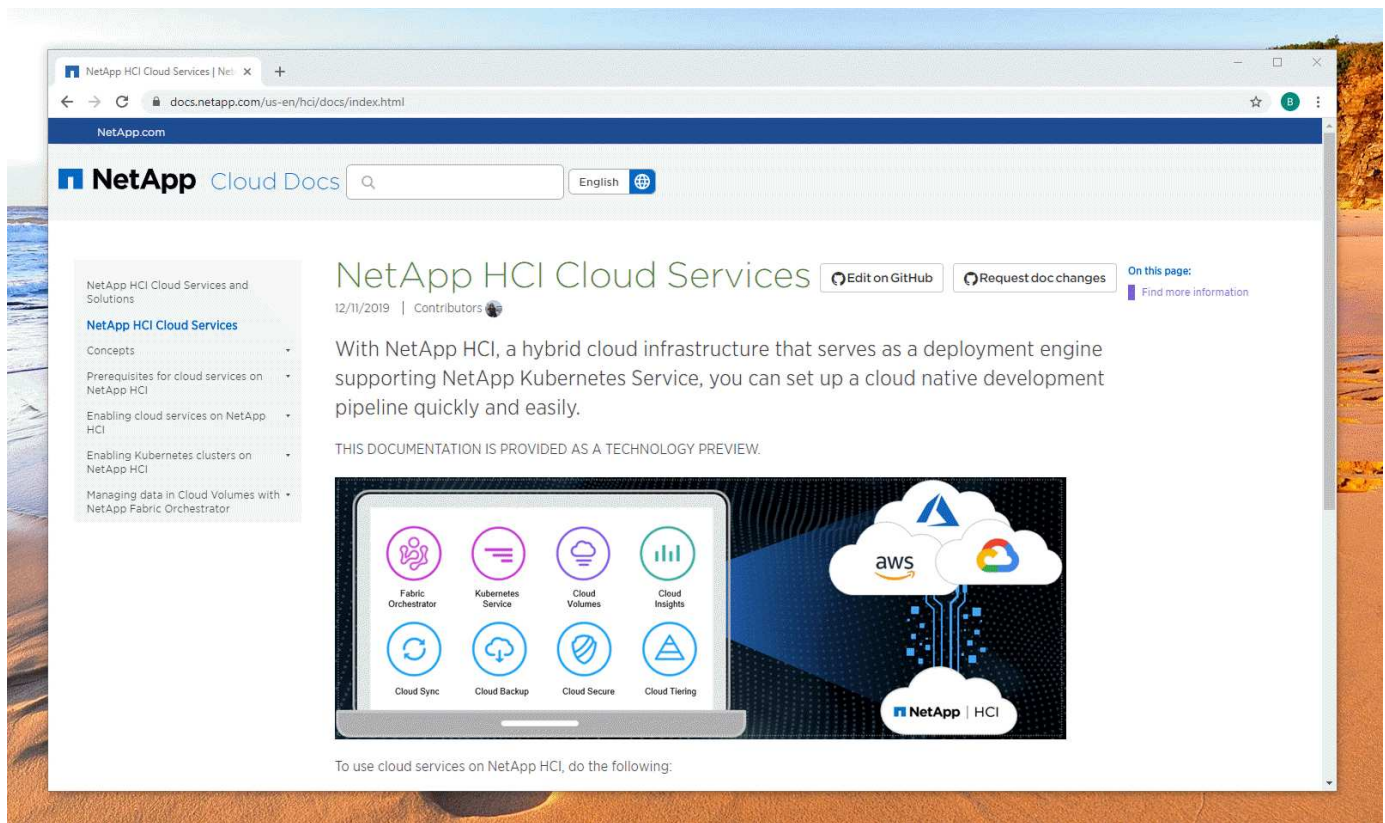 NetApp HCI Cloud Services | Net
docs.netapp.com/us-en/hci/docs/index.html
B
NetApp.com
NetApp Cloud Docs
English
NetApp HCI Cloud Services and
Solutions
NetApp HCI Cloud Services
Concepts
Prerequisites for cloud services on
NetApp HCI
Enabling cloud services on NetApp
HCI
Enabling Kubernetes clusters on
NetApp HCI
Managing data in Cloud Volumes with
NetApp Fabric Orchestrator
NetApp HCI Cloud Services
Edit on GitHub
Request doc changes
12/11/2019 | Contributors
With NetApp HCI, a hybrid cloud infrastructure that serves as a deployment engine
supporting NetApp Kubernetes Service, you can set up a cloud native development
pipeline quickly and easily.
THIS DOCUMENTATION IS PROVIDED AS A TECHNOLOGY PREVIEW.
Fabric
Orchestrator
Kubernetes
Service
Cloud
Volumes
Cloud
Insights
Cloud Sync
Cloud Backup
Cloud Secure
Cloud Tiering
aws
NetApp | HCI
To use cloud services on NetApp HCI, do the following:
On this page:
Find more information